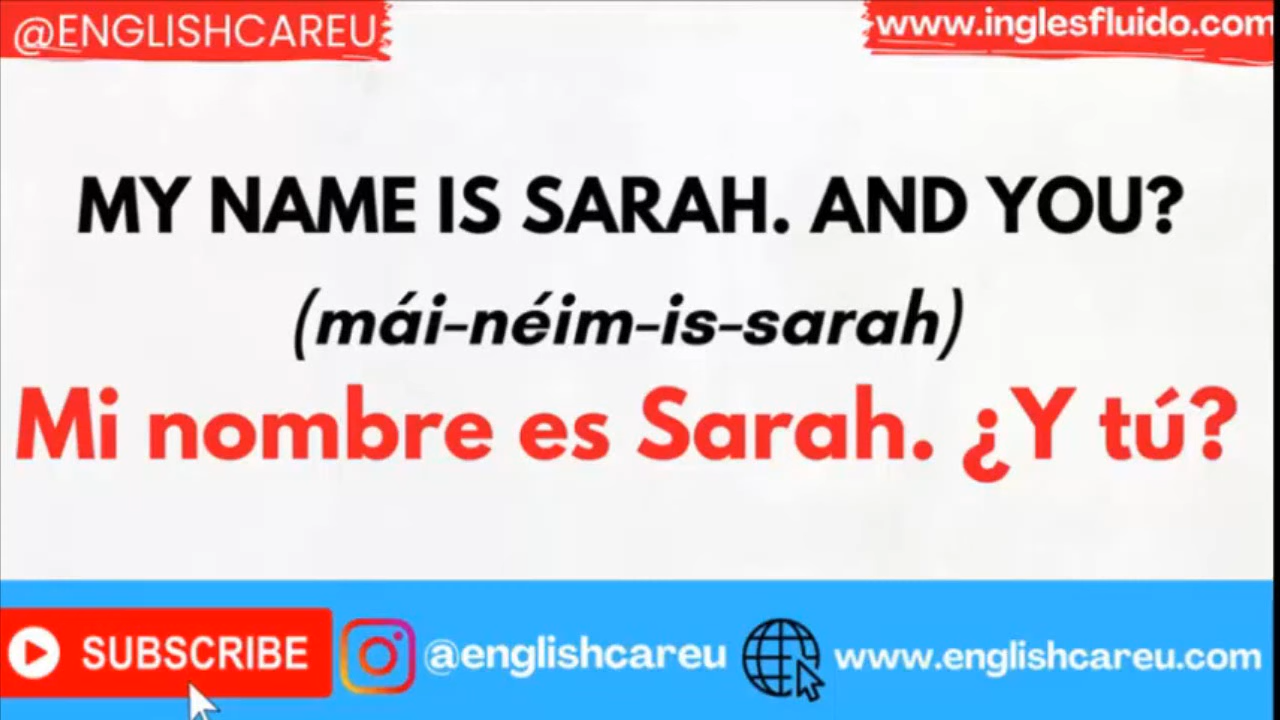 @ENGLISHCAREU
www.inglesfluido.com
MY NAME IS SARAH. AND YOU?
(mái-néim-is-sarah)
Mi nombre es Sarah. ¿Y tú?
SUBSCRIBE
@englishcareu
www.englishcareu.com